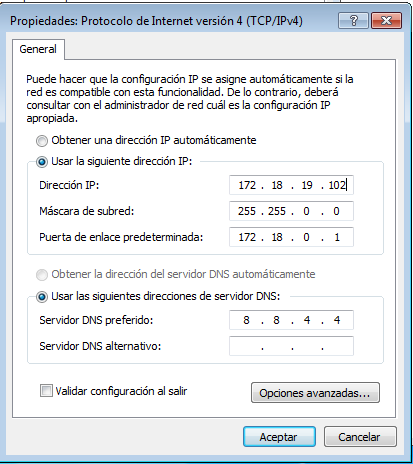 Propiedades: Protocolo de Internet versión 4 (TCP/IPv4)
General
Puede hacer que la configuración IP se asigne automáticamente si la
red es compatible con esta funcionalidad. De lo contrario, deberá
consultar con el administrador de red cuál es la configuración IP
apropiada.
Obtener una dirección IP automáticamente
Usar la siguiente dirección IP:
Dirección IP: 172 . 18 . 19 . 102
Máscara de subred: 255 . 255 . 0 . 0
Puerta de enlace predeterminada: 172 . 18 . 0 . 1
Obtener la dirección del servidor DNS automáticamente
Usar las siguientes direcciones de servidor DNS:
Servidor DNS preferido: 8 . 8 . 4 . 4
Servidor DNS alternativo: . . .
Validar configuración al salir
Opciones avanzadas...
Aceptar
Cancelar